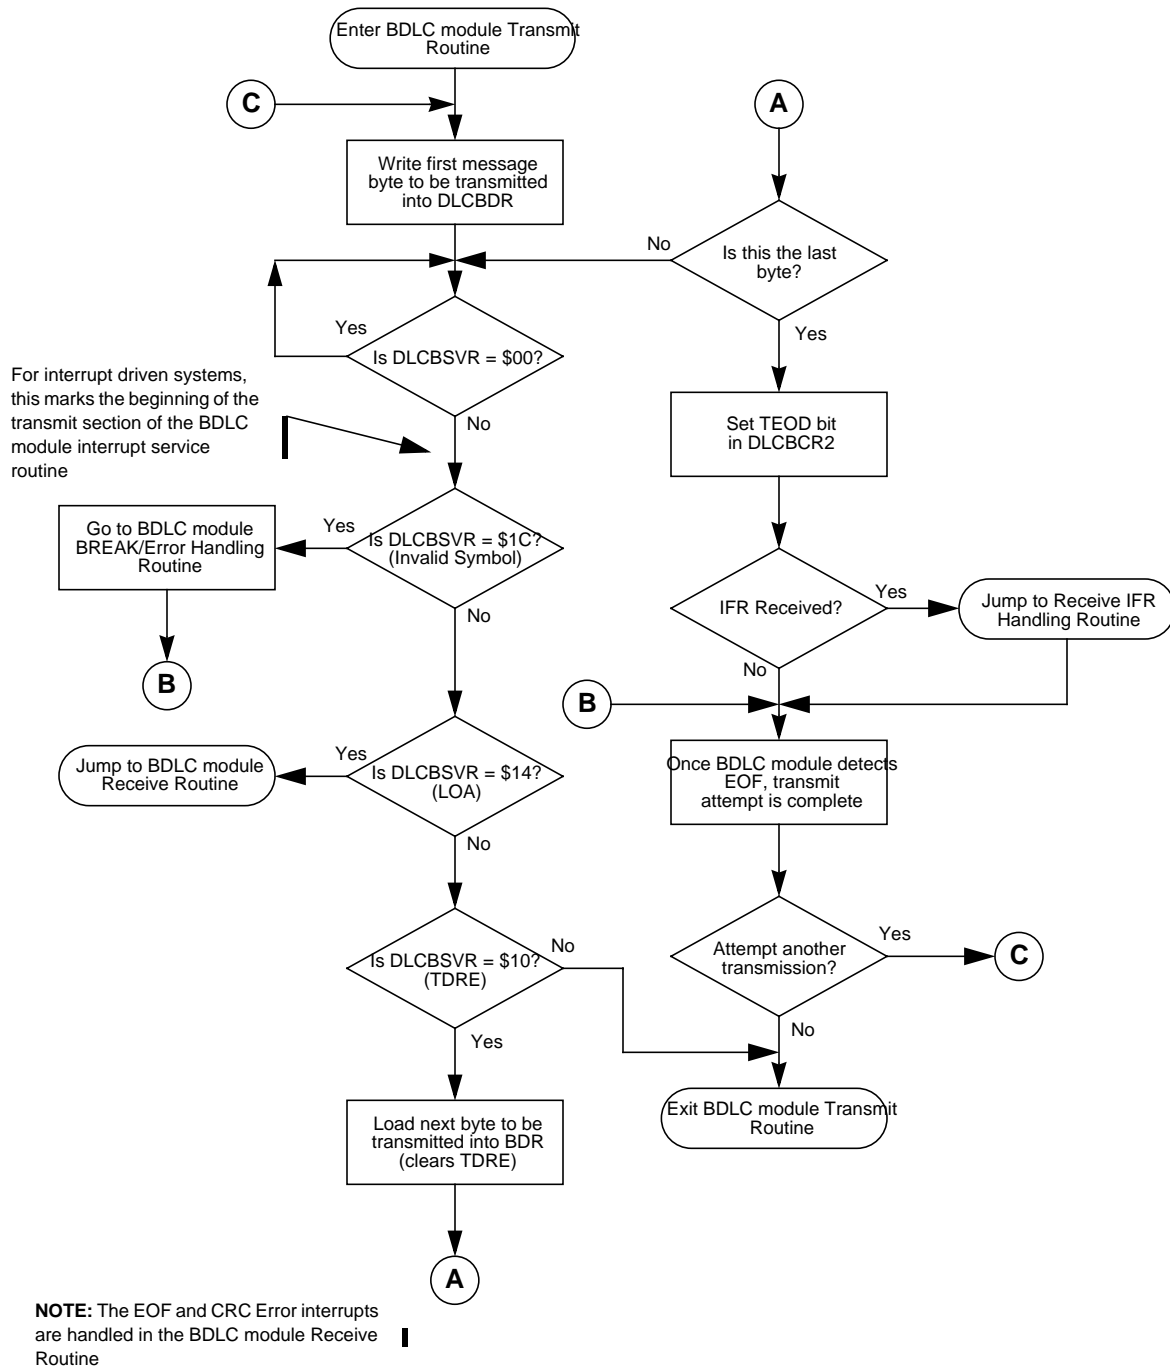 Enter BDLC module Transmit
Routine
C
A
Write first message
byte to be transmitted
into DLCBDR
No
Is this the last
byte?
Yes
Yes
Is DLCBSVR = $00?
No
For interrupt driven systems,
this marks the beginning of the
transmit section of the BDLC
module interrupt service
routine
Set TEOD bit
in DLCBCR2
Go to BDLC module
BREAK/Error Handling
Routine
Yes
Is DLCBSVR = $1C?
(Invalid Symbol)
No
B
IFR Received?
Yes
Jump to Receive IFR
Handling Routine
No
B
Jump to BDLC module
Receive Routine
Yes
Is DLCBSVR = $14?
(LOA)
No
Once BDLC module detects
EOF, transmit
attempt is complete
Is DLCBSVR = $10?
(TDRE)
No
Yes
Attempt another
transmission?
Yes
C
No
Load next byte to be
transmitted into BDR
(clears TDRE)
Exit BDLC module Transmit
Routine
A
NOTE: The EOF and CRC Error interrupts
are handled in the BDLC module Receive
Routine